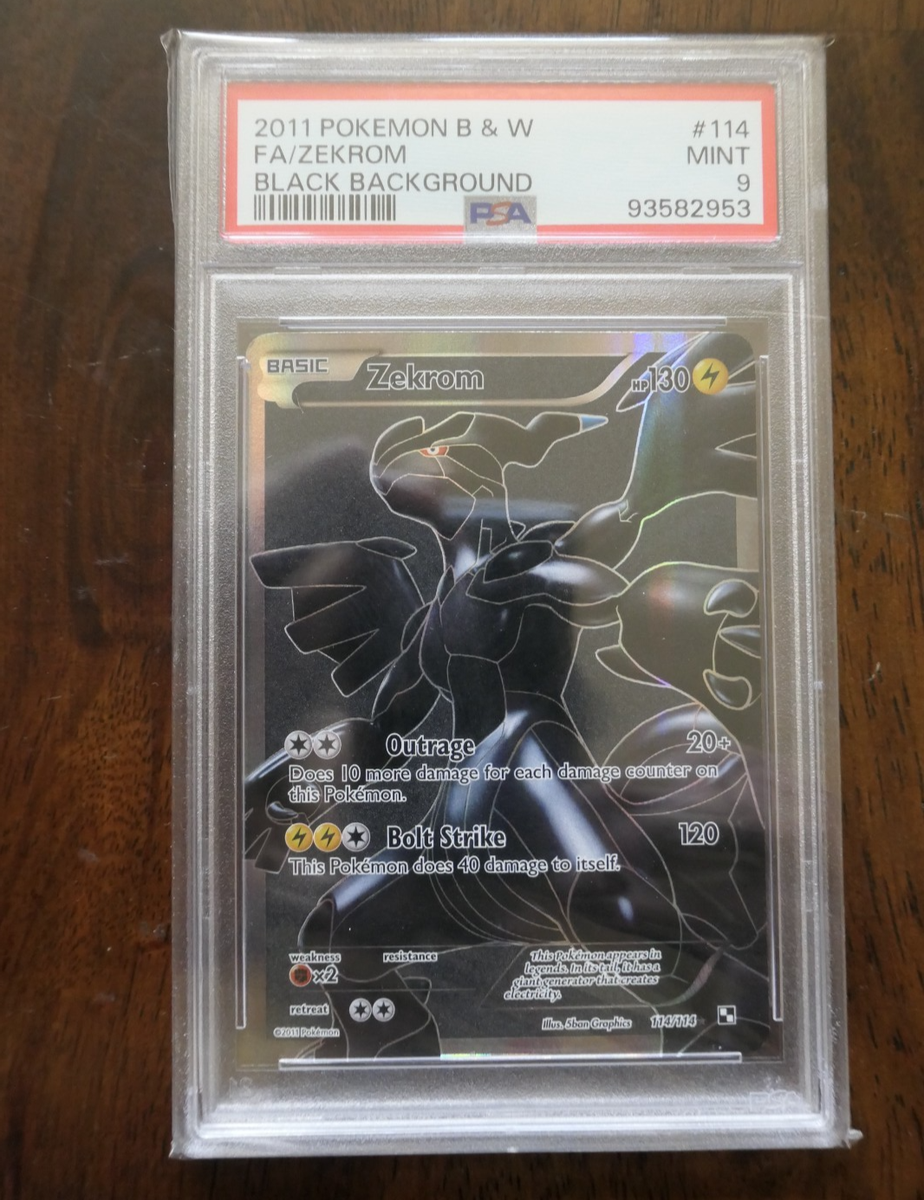 2011 POKEMON B & W #114
FA/ZEKROM MINT
BLACK BACKGROUND 9
PSA 93582953
BASIC Zekrom HP130
Outrage 20+
Does 10 more damage for each damage counter on
this Pokémon.
Bolt Strike 120
This Pokémon does 40 damage to itself.
weakness resistance
×2
retreat
This Pokémon appears in
legends. In its tail, it has a
giant generator that creates
electricity.
©2011 Pokémon Illus. 5ban Graphics 114/114